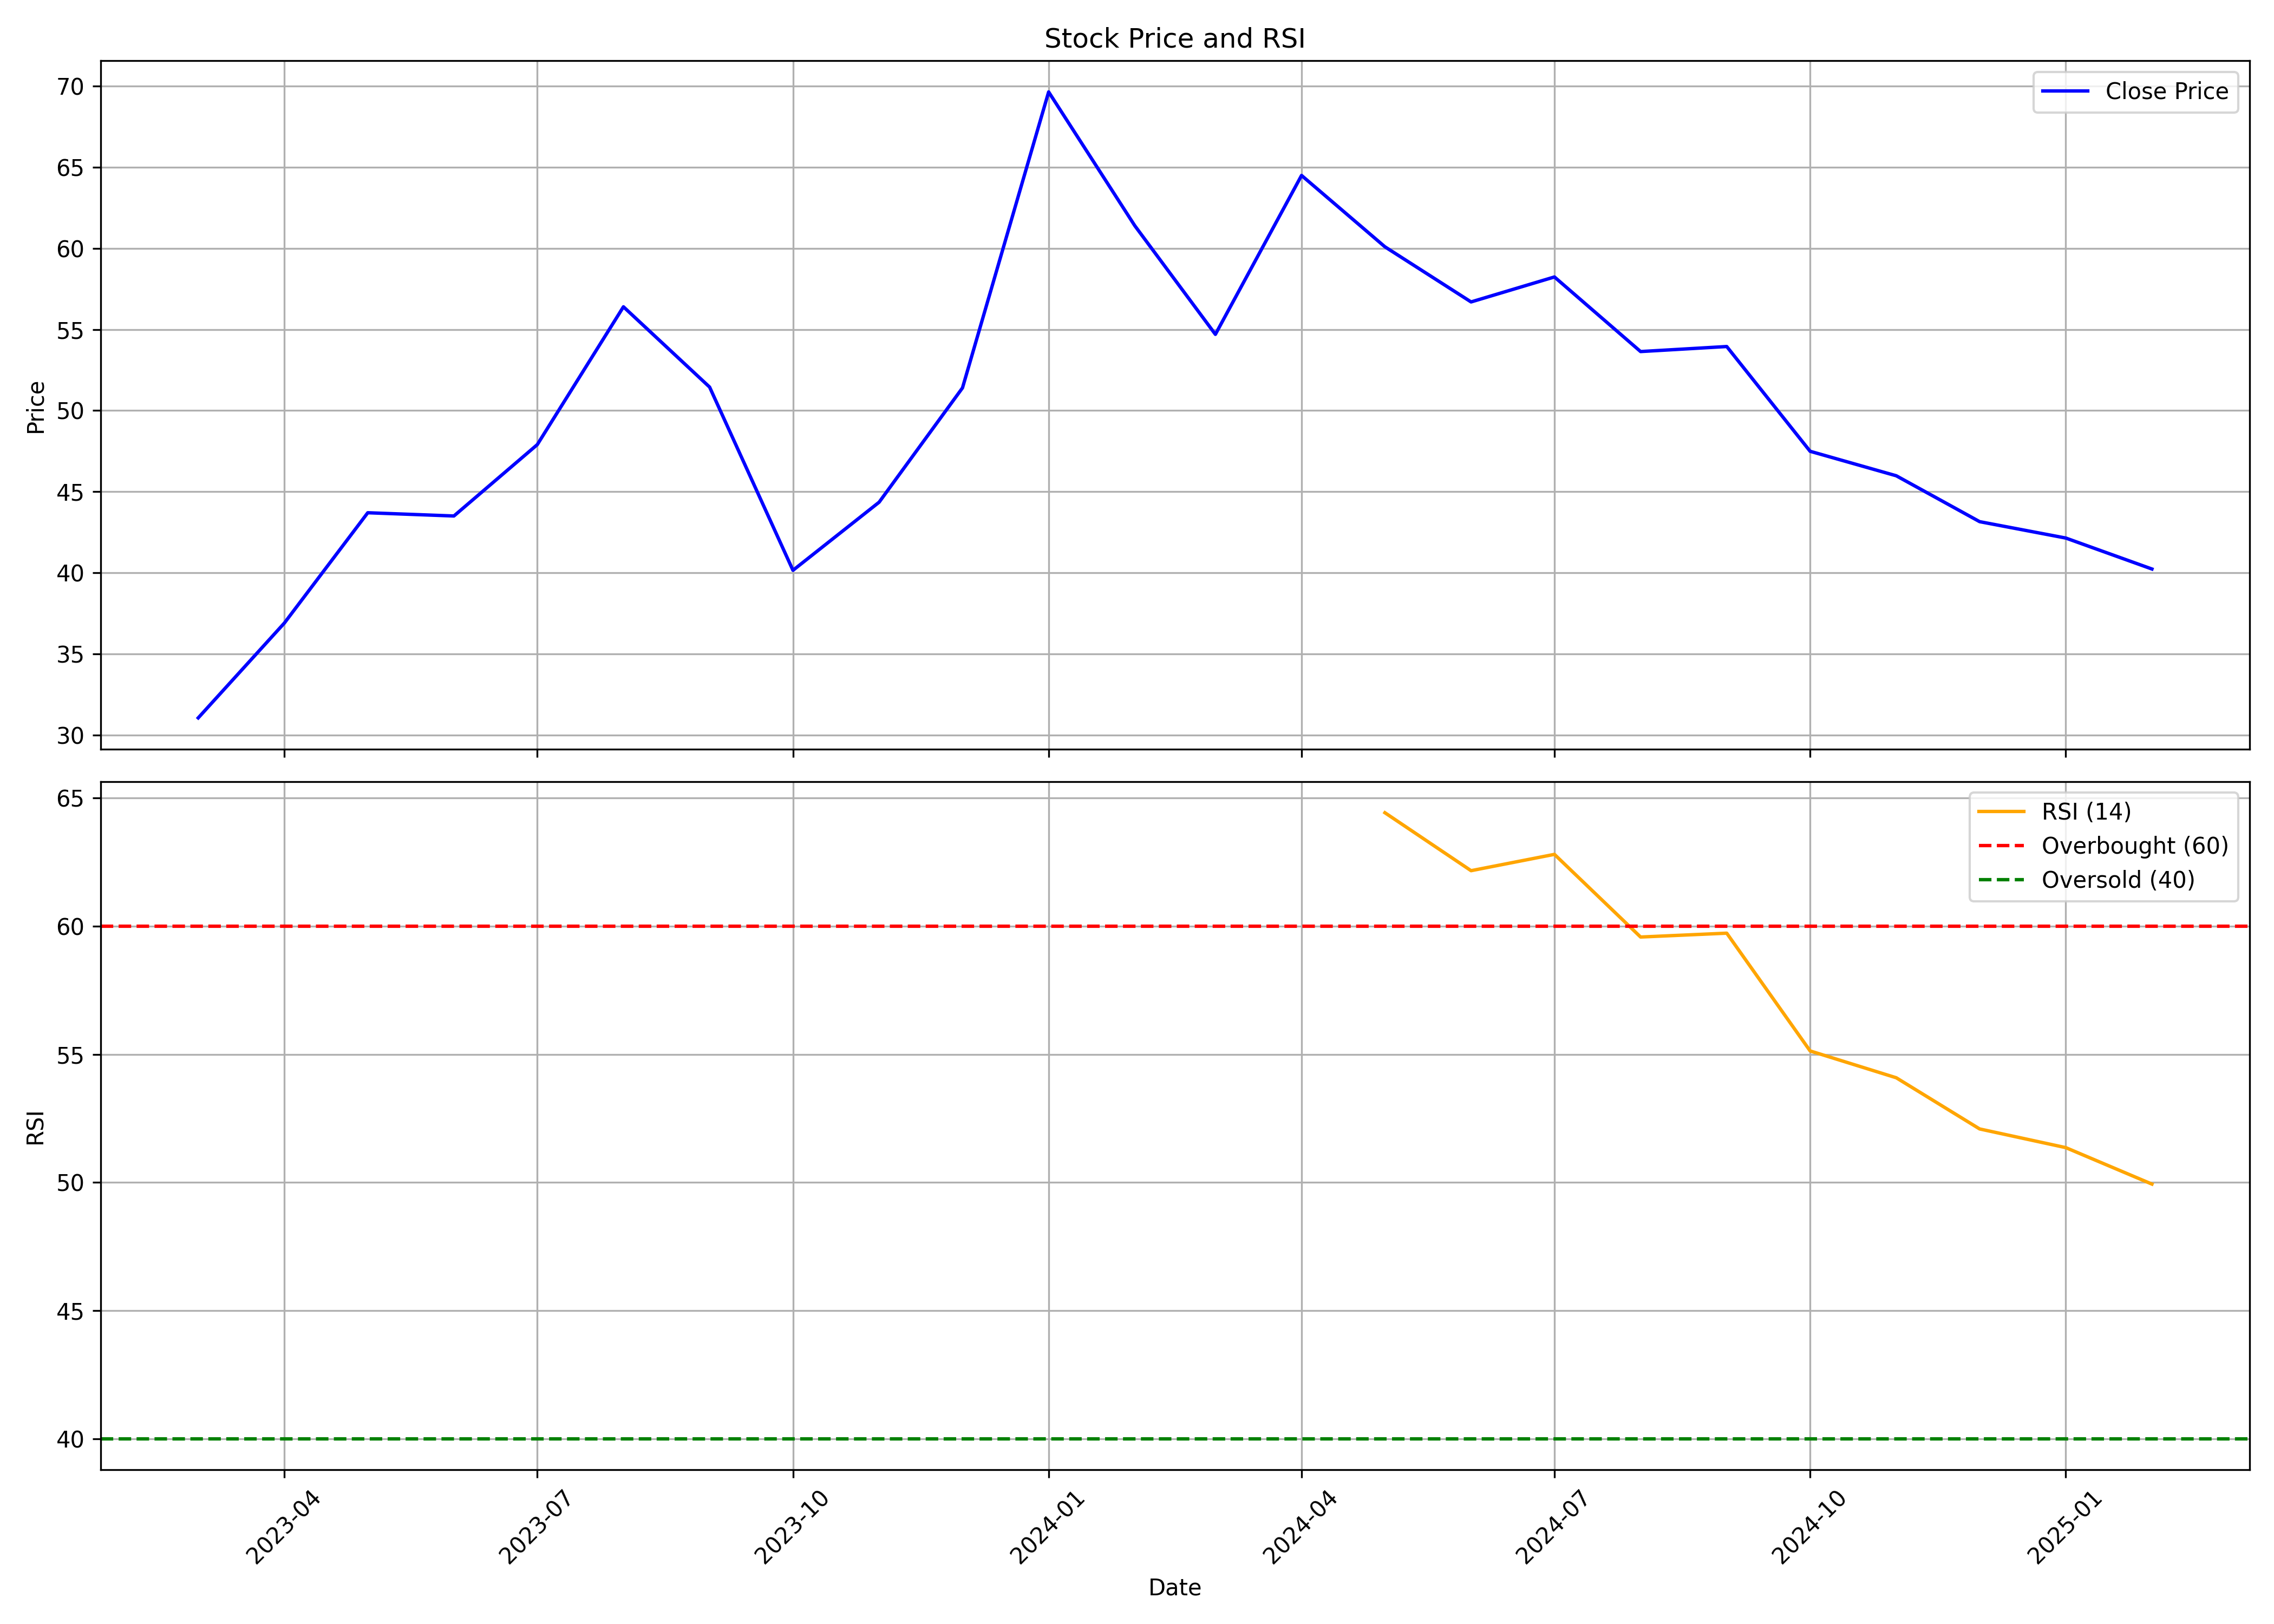 Stock Price and RSI
Close Price
70
65
60
55
50
45
40
35
30
Price
RSI (14)
Overbought (60)
Oversold (40)
65
60
55
50
45
40
RSI
2023-04
2023-07
2023-10
2024-01
2024-04
2024-07
2024-10
2025-01
Date